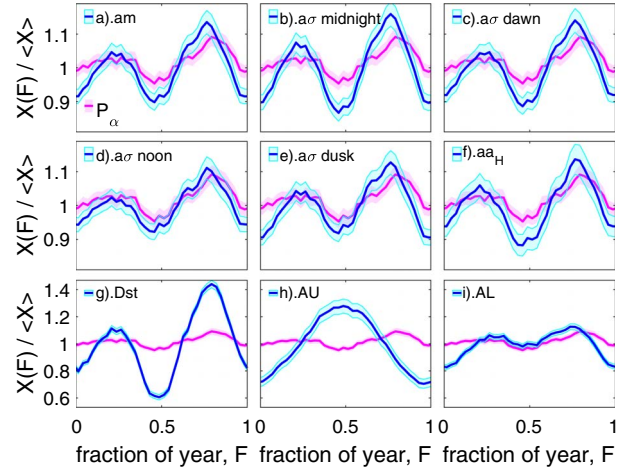 a).am
b).aσ midnight
c).aσ dawn
X(F) / <X>
1.1
1
0.9
P_α
d).aσ noon
e).aσ dusk
f).aa_H
X(F) / <X>
1.1
1
0.9
g).Dst
h).AU
i).AL
X(F) / <X>
1.4
1.2
1
0.8
0.6
0 0.5 1 0 0.5 1 0 0.5 1
fraction of year, F fraction of year, F fraction of year, F